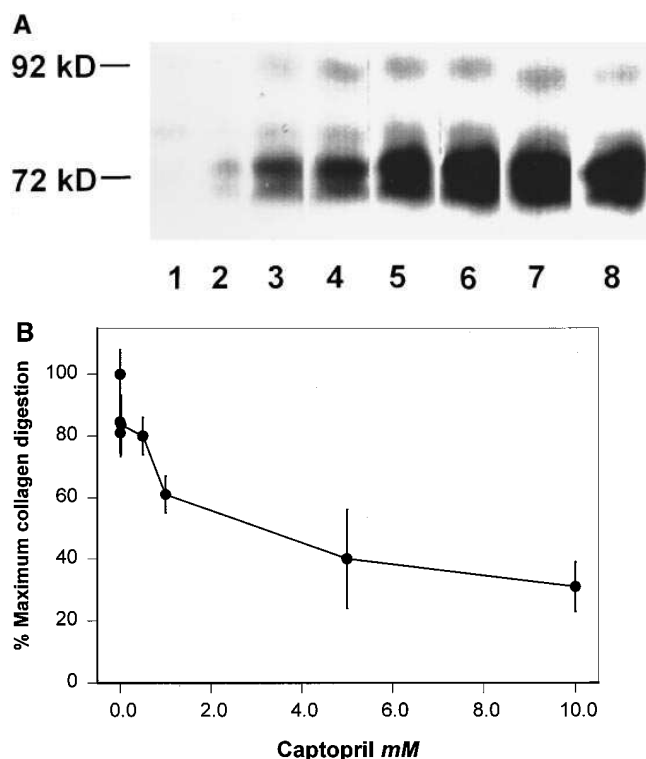 A
92 kD
72 kD
1 2 3 4 5 6 7 8
B
% Maximum collagen digestion
100
80
60
40
20
0
0.0 2.0 4.0 6.0 8.0 10.0
Captopril mM